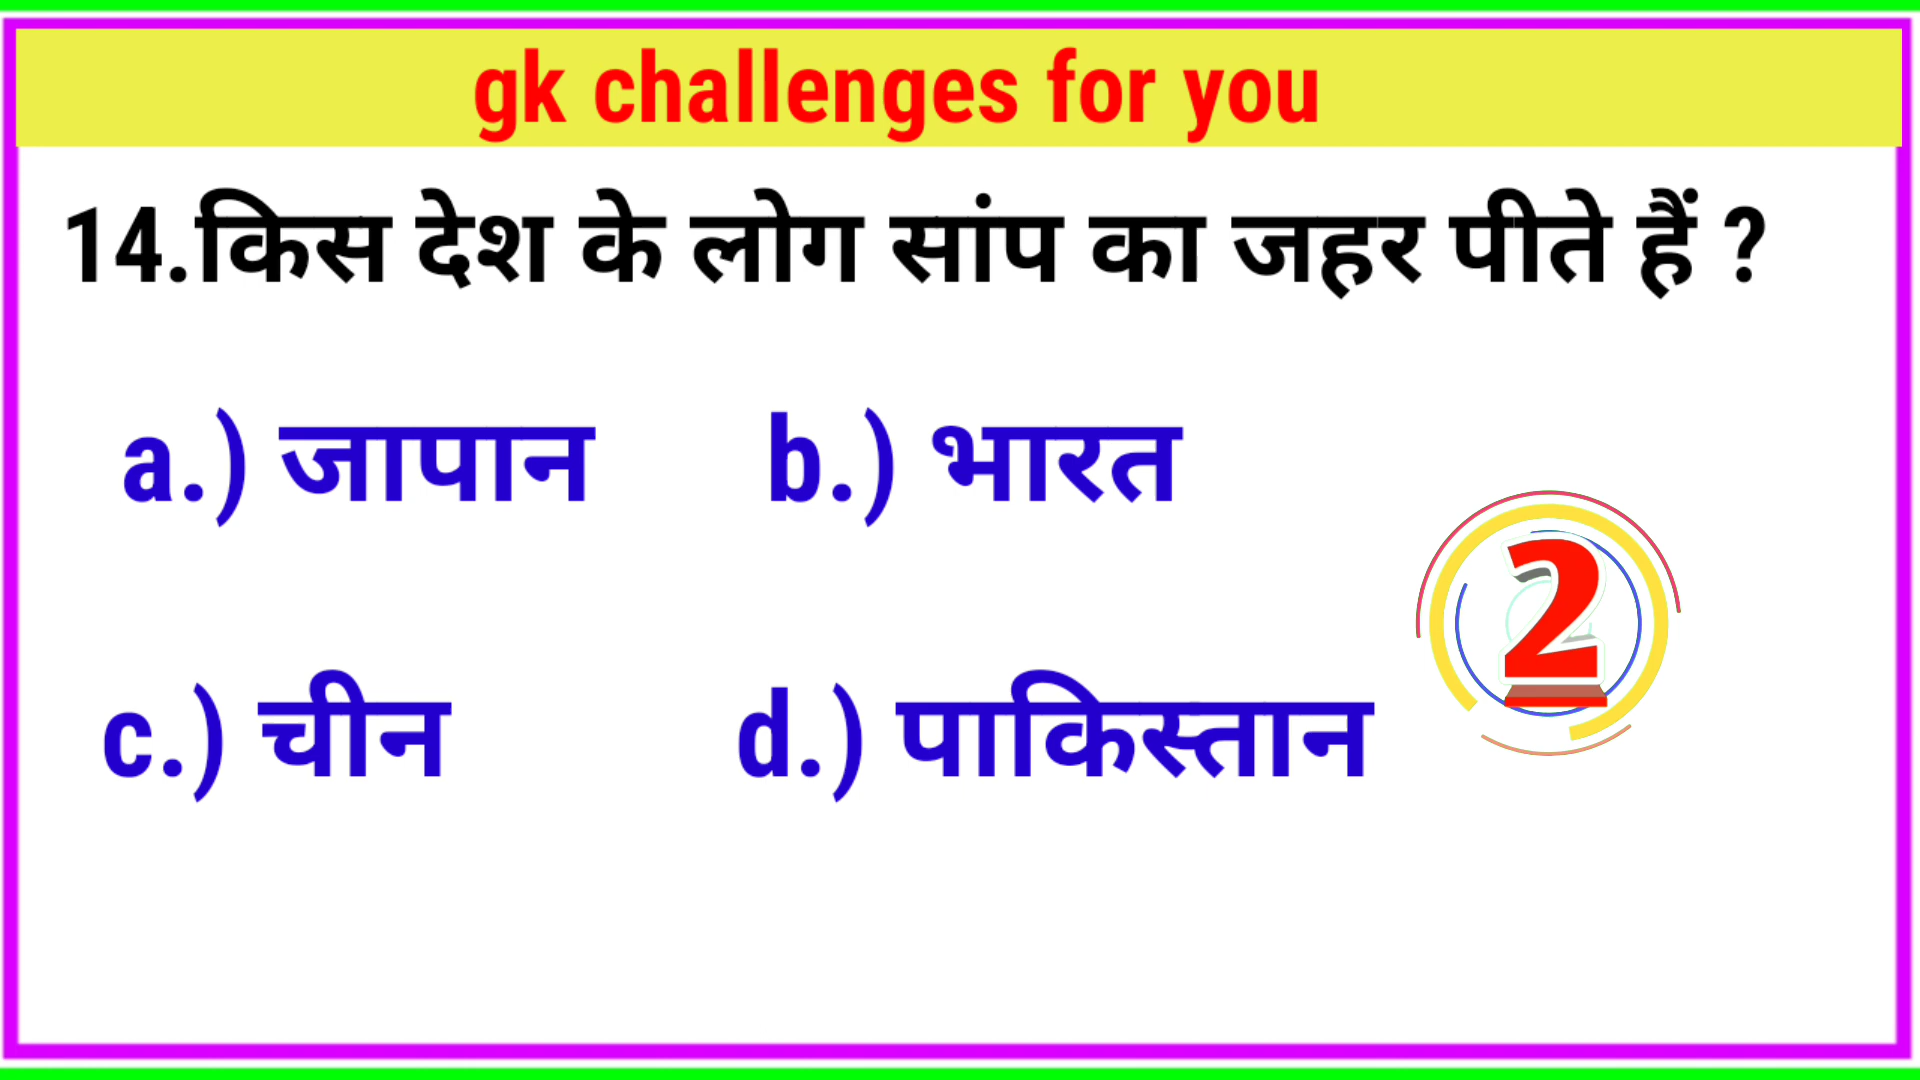 gk challenges for you
14.किस देश के लोग सांप का जहर पीते हैं ?
a.) जापान b.) भारत
2
c.) चीन d.) पाकिस्तान